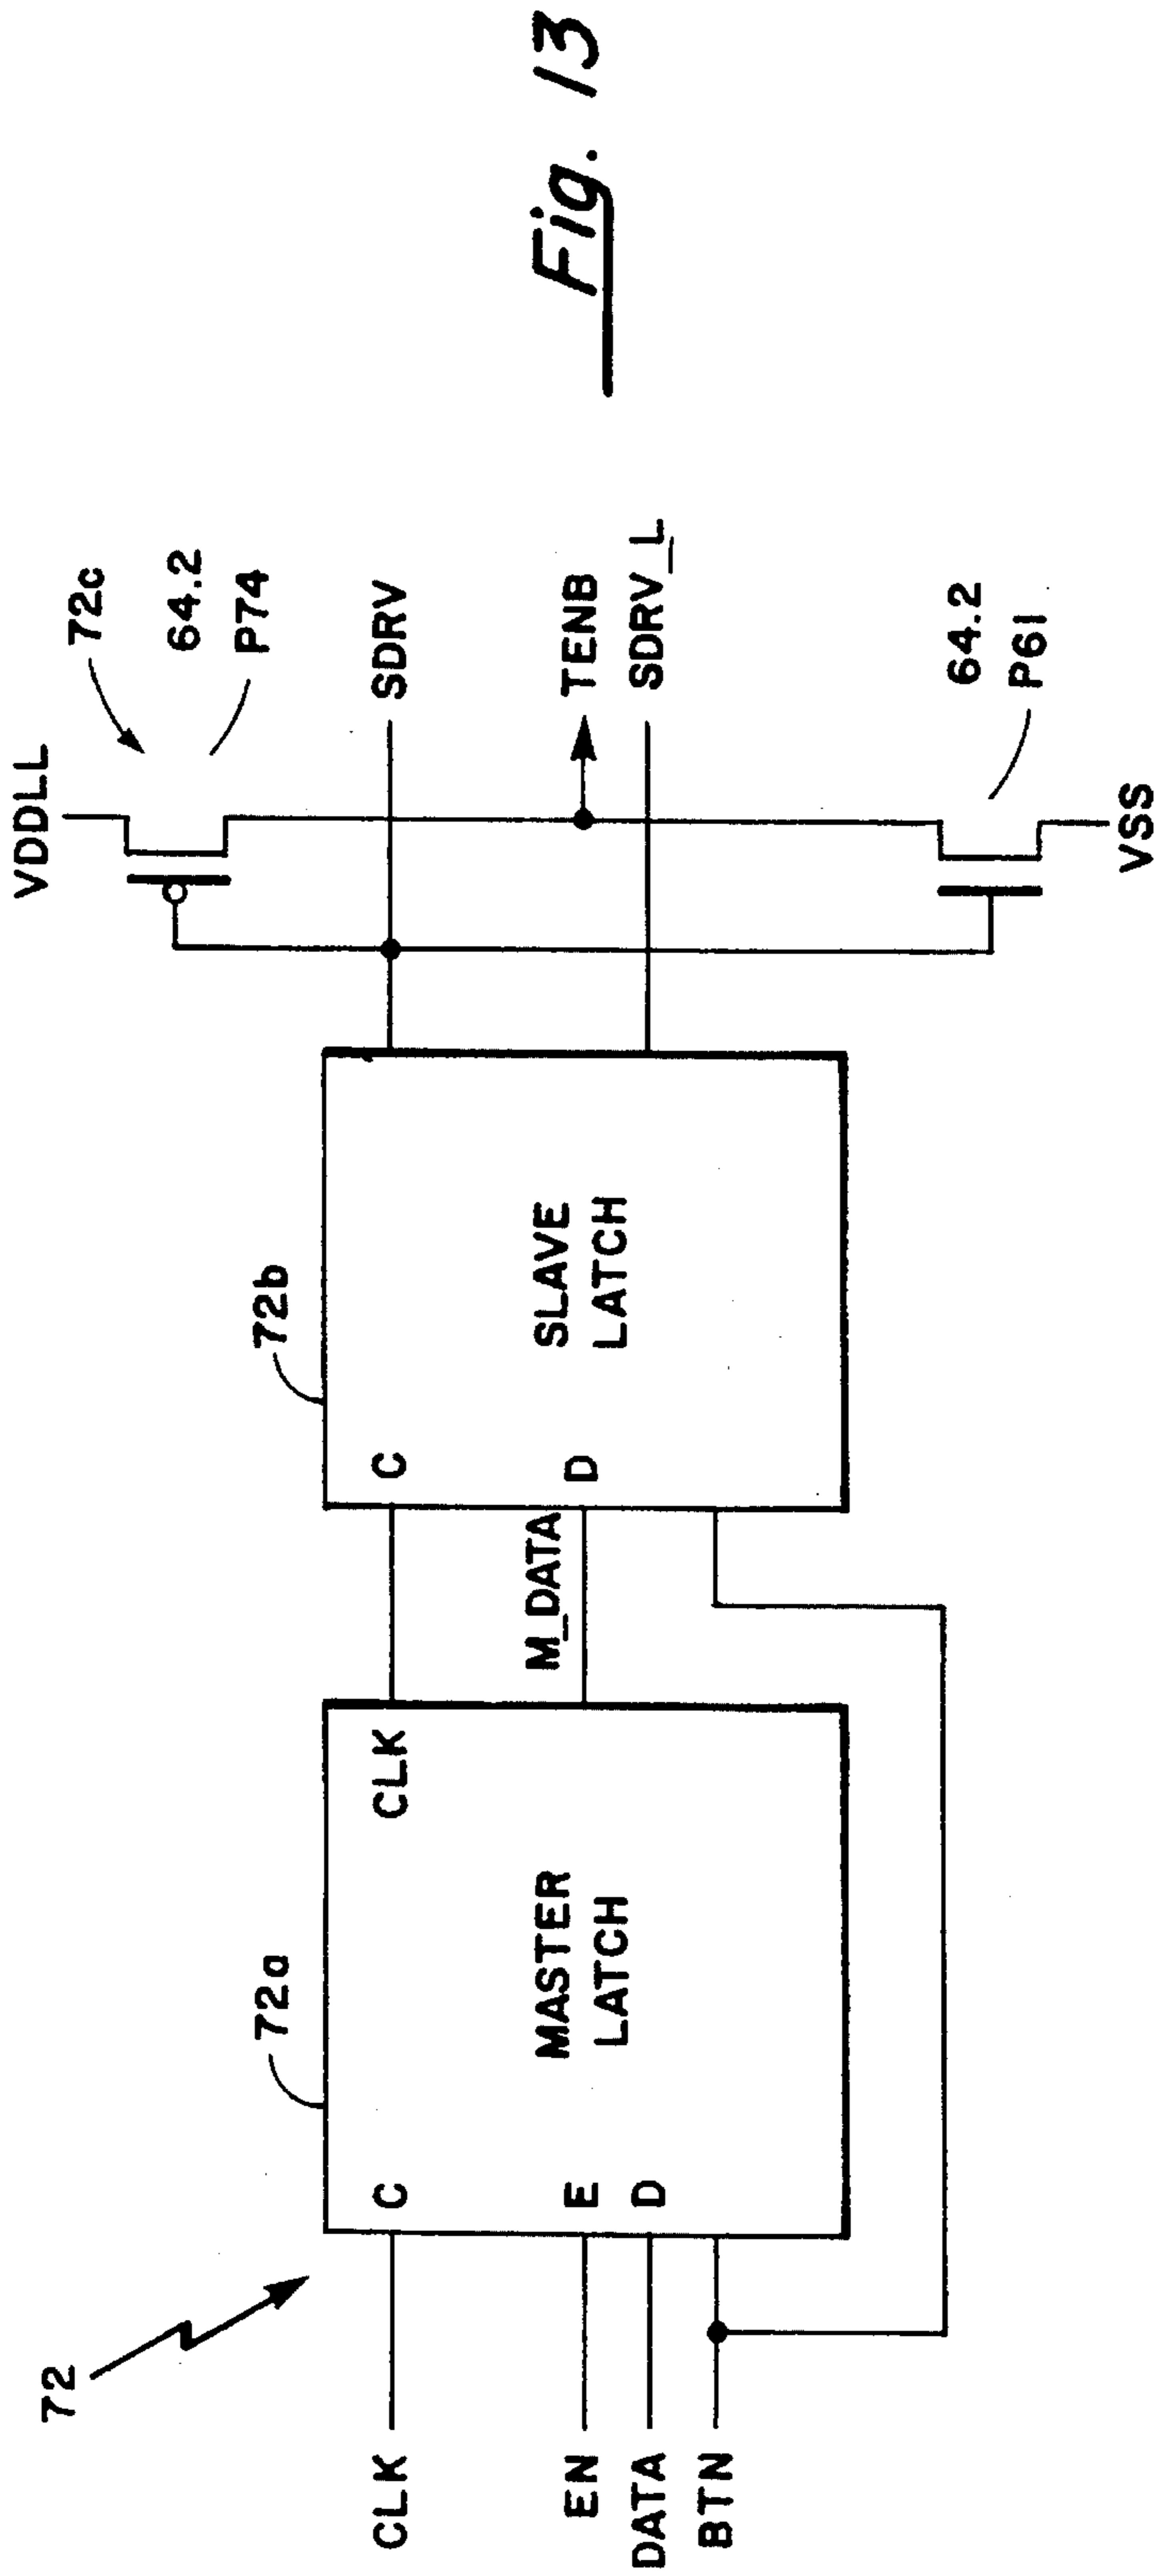 72
72a
72b
VDDLL
72c
64.2
P74
CLK
C
CLK
C
SDRV
EN
E
MASTER
LATCH
M_DATA
D
SLAVE
LATCH
TENB
DATA
D
SDRV_L
BTN
64.2
P61
VSS
Fig. 13